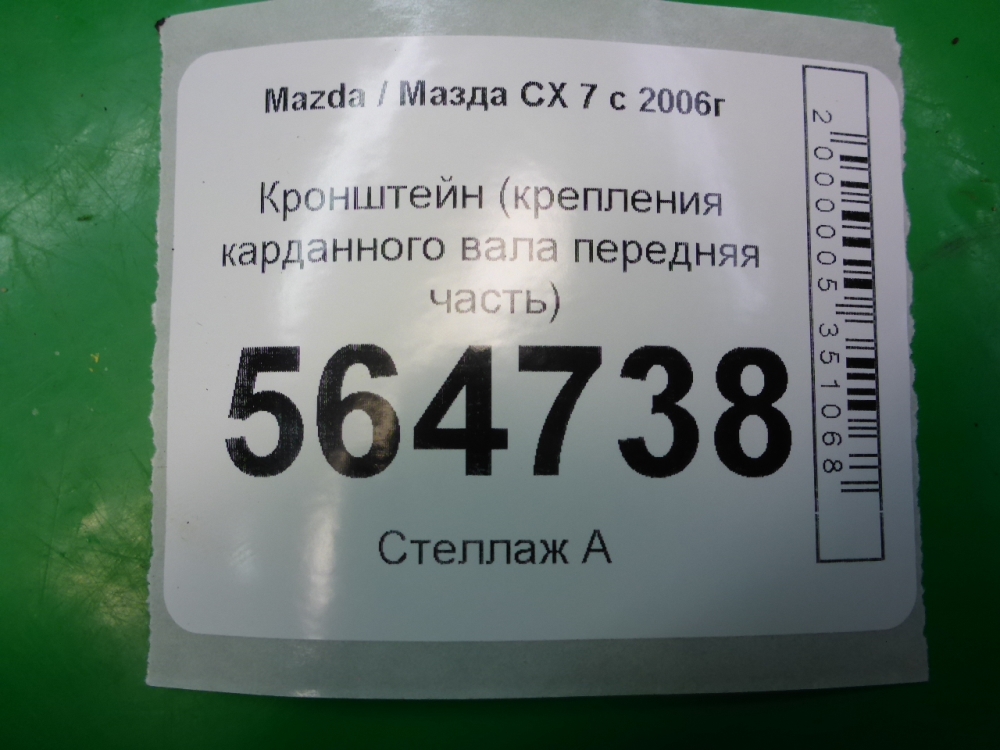 Mazda / Мазда CX 7 с 2006г
Кронштейн (крепления
карданного вала передняя
часть)
564738
Стеллаж А
2000005351068